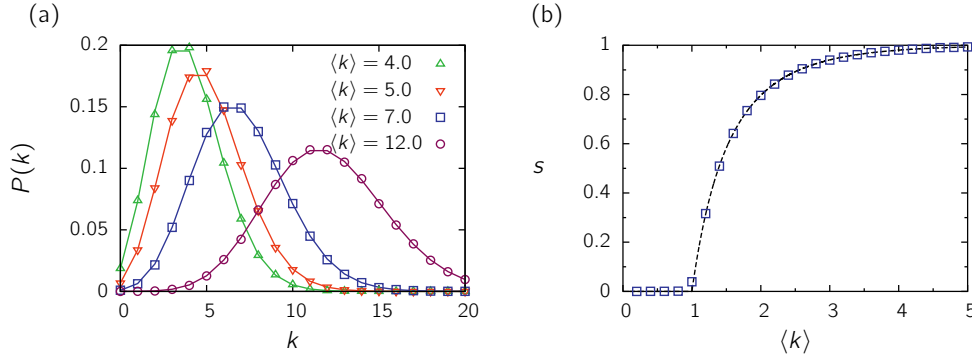 (a)
0.2
0.15
0.1
0.05
0
P(k)
0 5 10 15 20
k
⟨k⟩ = 4.0
⟨k⟩ = 5.0
⟨k⟩ = 7.0
⟨k⟩ = 12.0
(b)
1
0.8
0.6
0.4
0.2
0
s
0 1 2 3 4 5
⟨k⟩